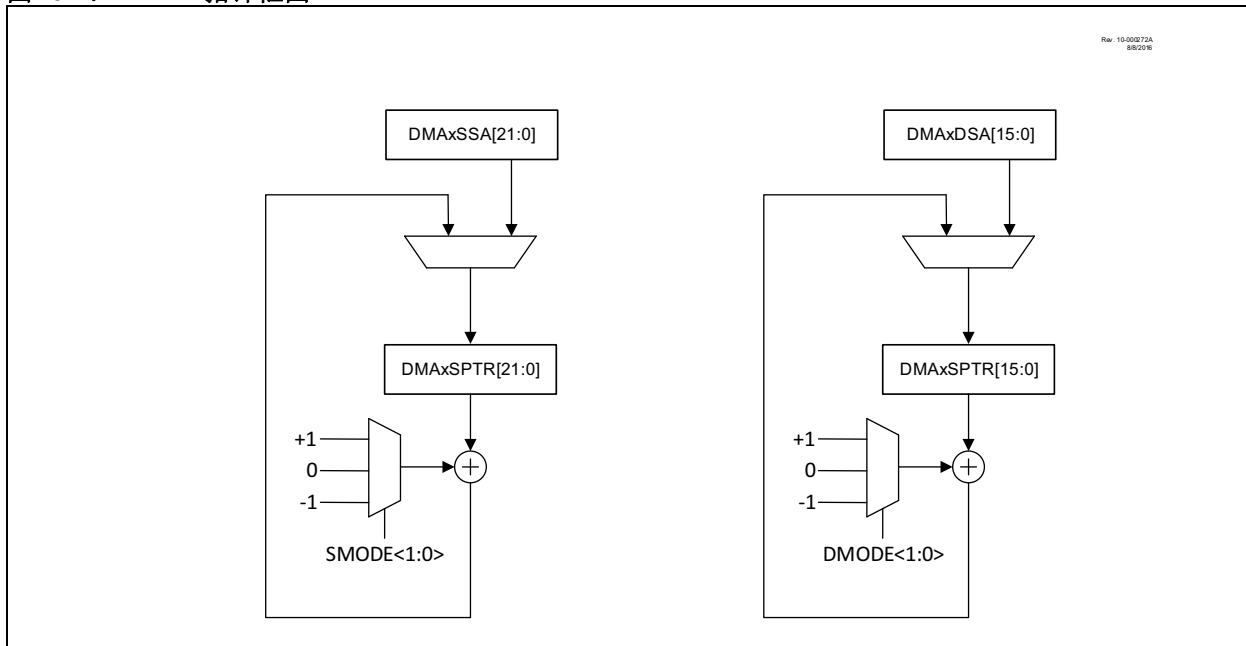 Rev. 10-000272A
8/8/2016
DMAxSSA[21:0]
DMAxDSA[15:0]
DMAxSPTR[21:0]
DMAxSPTR[15:0]
+1
0
-1
SMODE<1:0>
+1
0
-1
DMODE<1:0>